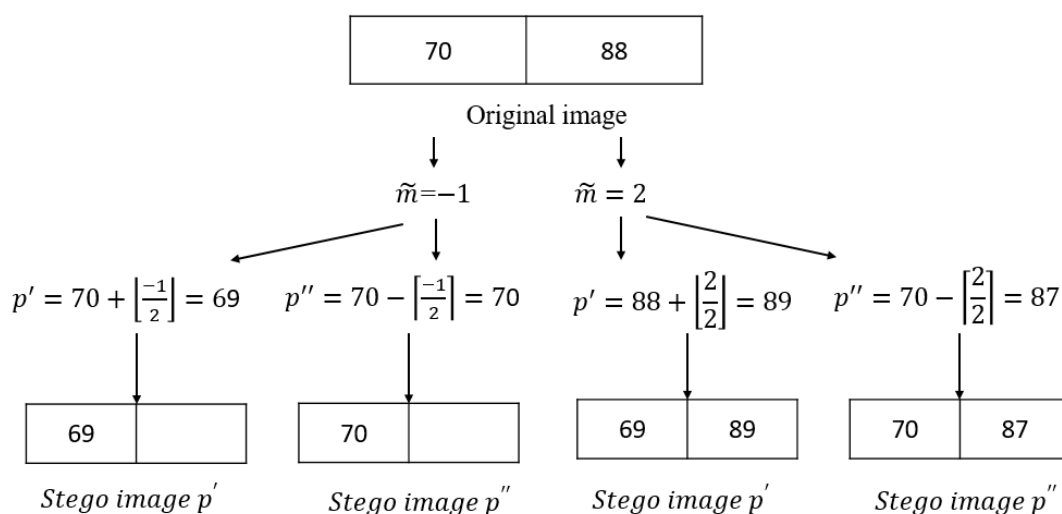 70 88
Original image
m̃=−1 m̃ = 2
p′ = 70 + ⌊−1/2⌋ = 69 p″ = 70 − ⌈−1/2⌉ = 70 p′ = 88 + ⌊2/2⌋ = 89 p″ = 70 − ⌈2/2⌉ = 87
69 70 69 89 70 87
Stego image p′ Stego image p″ Stego image p′ Stego image p″